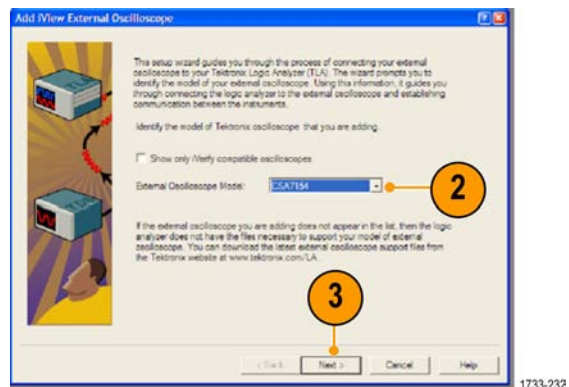 Add iView External Oscilloscope
This setup wizard guides you through the process of connecting your external
oscilloscope to your Tektronix Logic Analyzer (TLA). The wizard prompts you to
identify the model of your external oscilloscope. Using this information, it guides you
through connecting the logic analyzer to the external oscilloscope and establishing
communication between the instruments.
Identify the model of Tektronix oscilloscope that you are adding.
Show only iVerify compatible oscilloscopes
External Oscilloscope Model: CSA7154
2
If the external oscilloscope you are adding does not appear in the list, then the logic
analyzer does not have the files necessary to support your model of external
oscilloscope. You can download the latest external oscilloscope support files from
the Tektronix website at www.tektronix.com/LA.
3
< Back Next > Cancel Help
1733-232